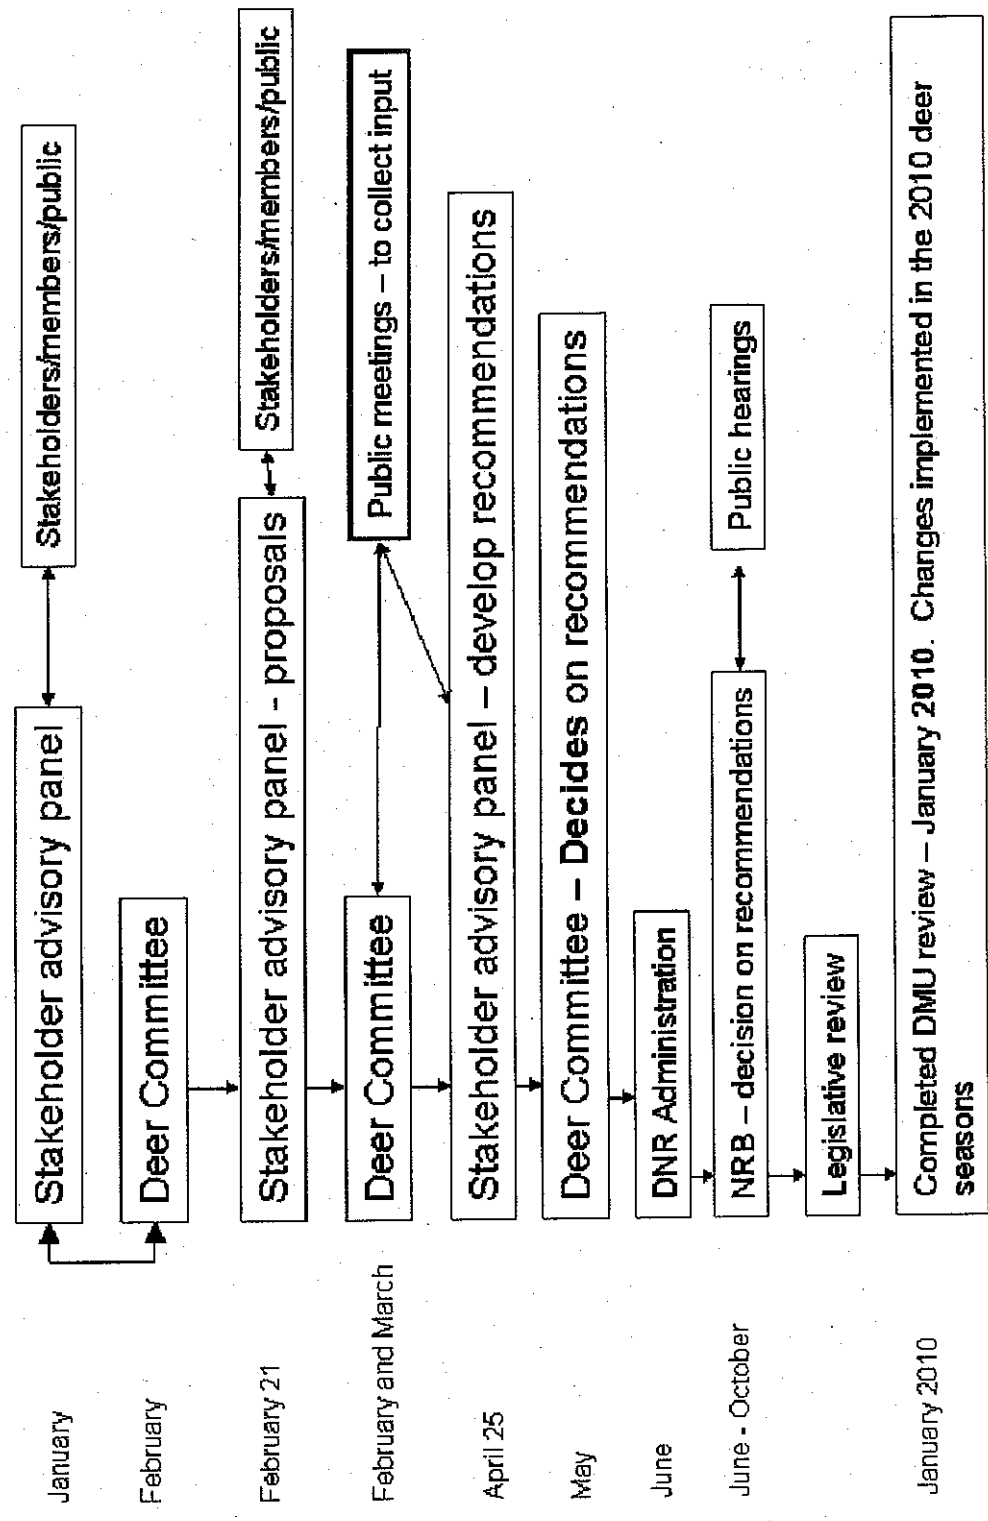 January
Stakeholder advisory panel
Stakeholders/members/public
February
Deer Committee
February 21
Stakeholder advisory panel - proposals
Stakeholders/members/public
February and March
Deer Committee
Public meetings – to collect input
April 25
Stakeholder advisory panel – develop recommendations
May
Deer Committee – Decides on recommendations
June
DNR Administration
June - October
NRB – decision on recommendations
Public hearings
Legislative review
January 2010
Completed DMU review – January 2010. Changes implemented in the 2010 deer
seasons